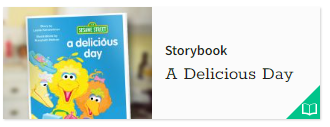 SESAME STREET
a delicious
day
Storybook
A Delicious Day